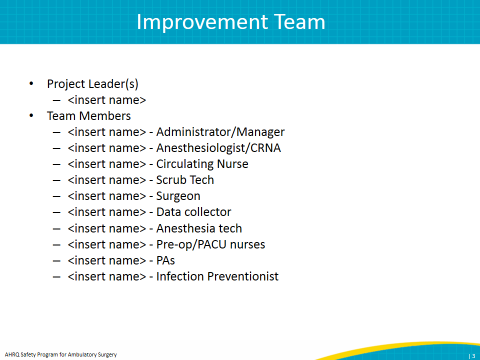 Improvement Team
• Project Leader(s)
– <insert name>
• Team Members
– <insert name> - Administrator/Manager
– <insert name> - Anesthesiologist/CRNA
– <insert name> - Circulating Nurse
– <insert name> - Scrub Tech
– <insert name> - Surgeon
– <insert name> - Data collector
– <insert name> - Anesthesia tech
– <insert name> - Pre-op/PACU nurses
– <insert name> - PAs
– <insert name> - Infection Preventionist
AHRQ Safety Program for Ambulatory Surgery
| 3